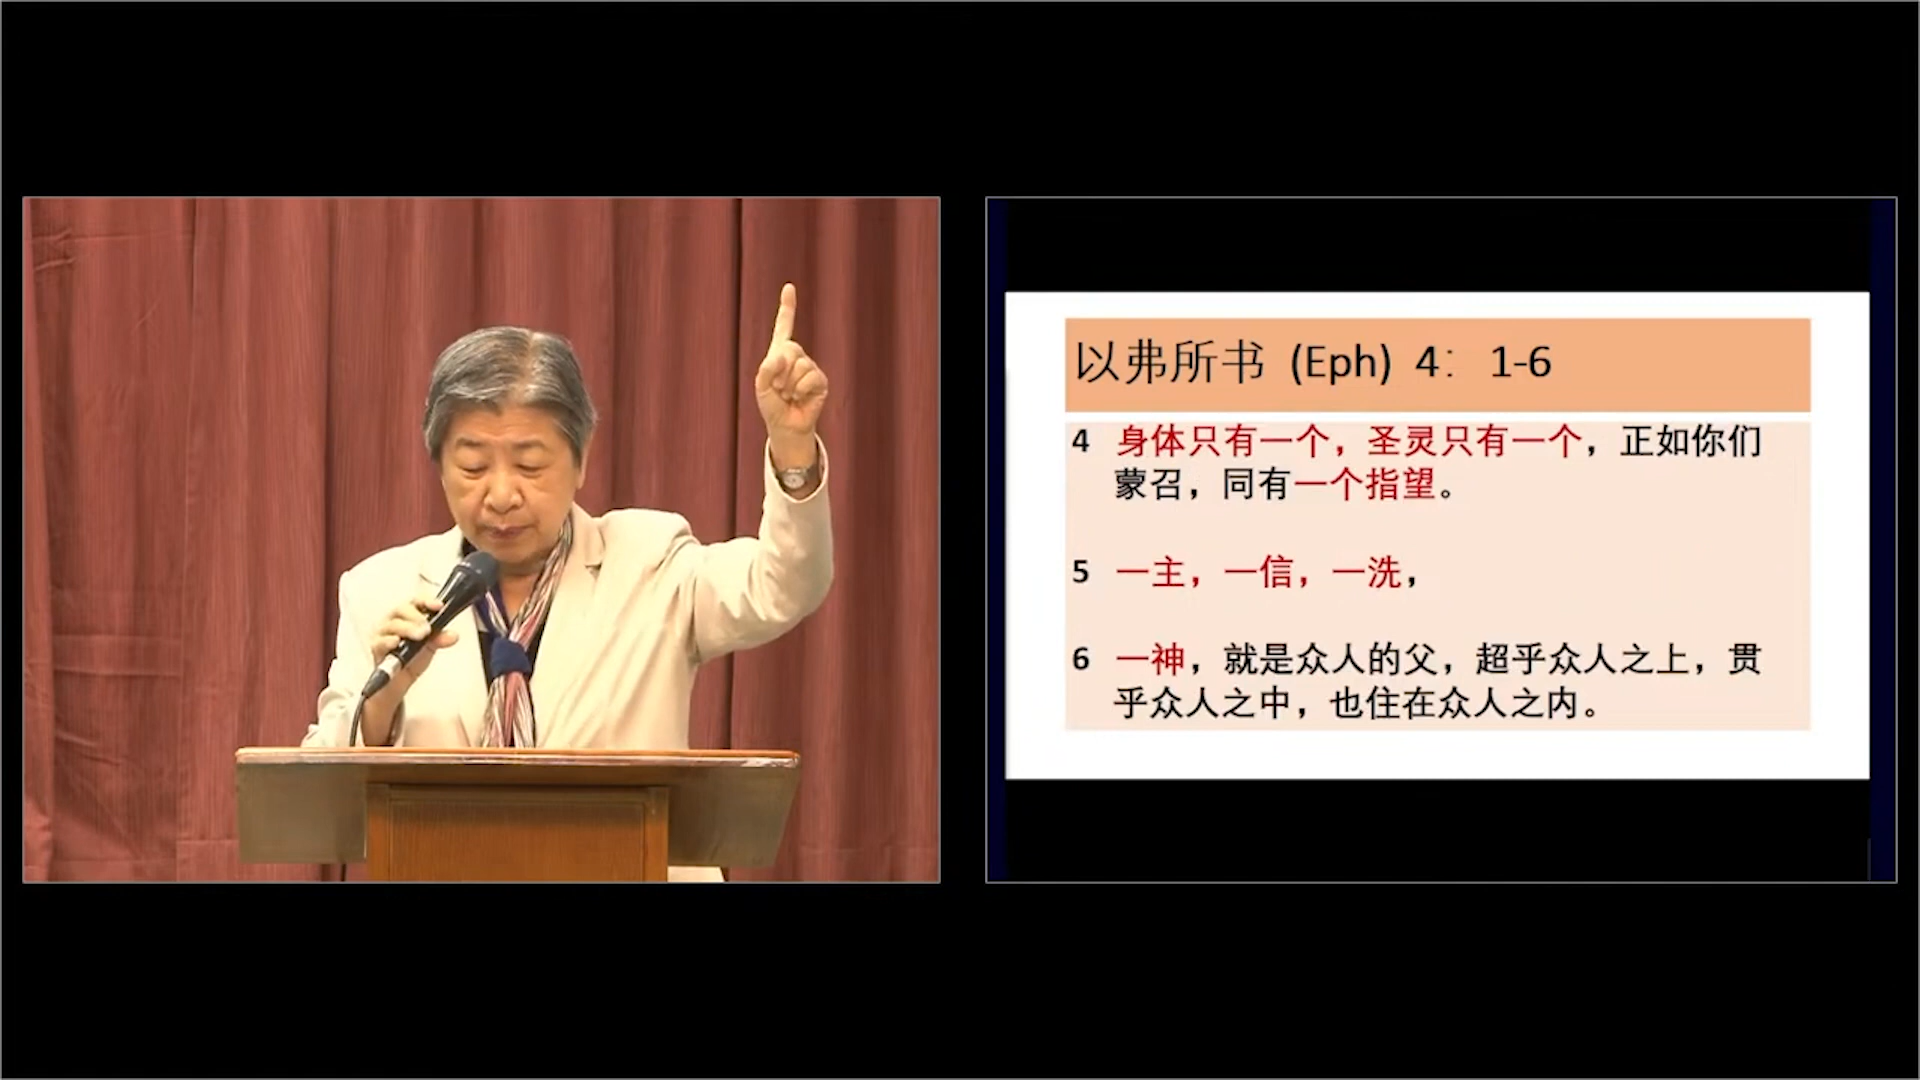 以弗所书 (Eph) 4： 1-6
4 身体只有一个，圣灵只有一个，正如你们
蒙召，同有一个指望。
5 一主，一信，一洗，
6 一神，就是众人的父，超乎众人之上，贯
乎众人之中，也住在众人之内。